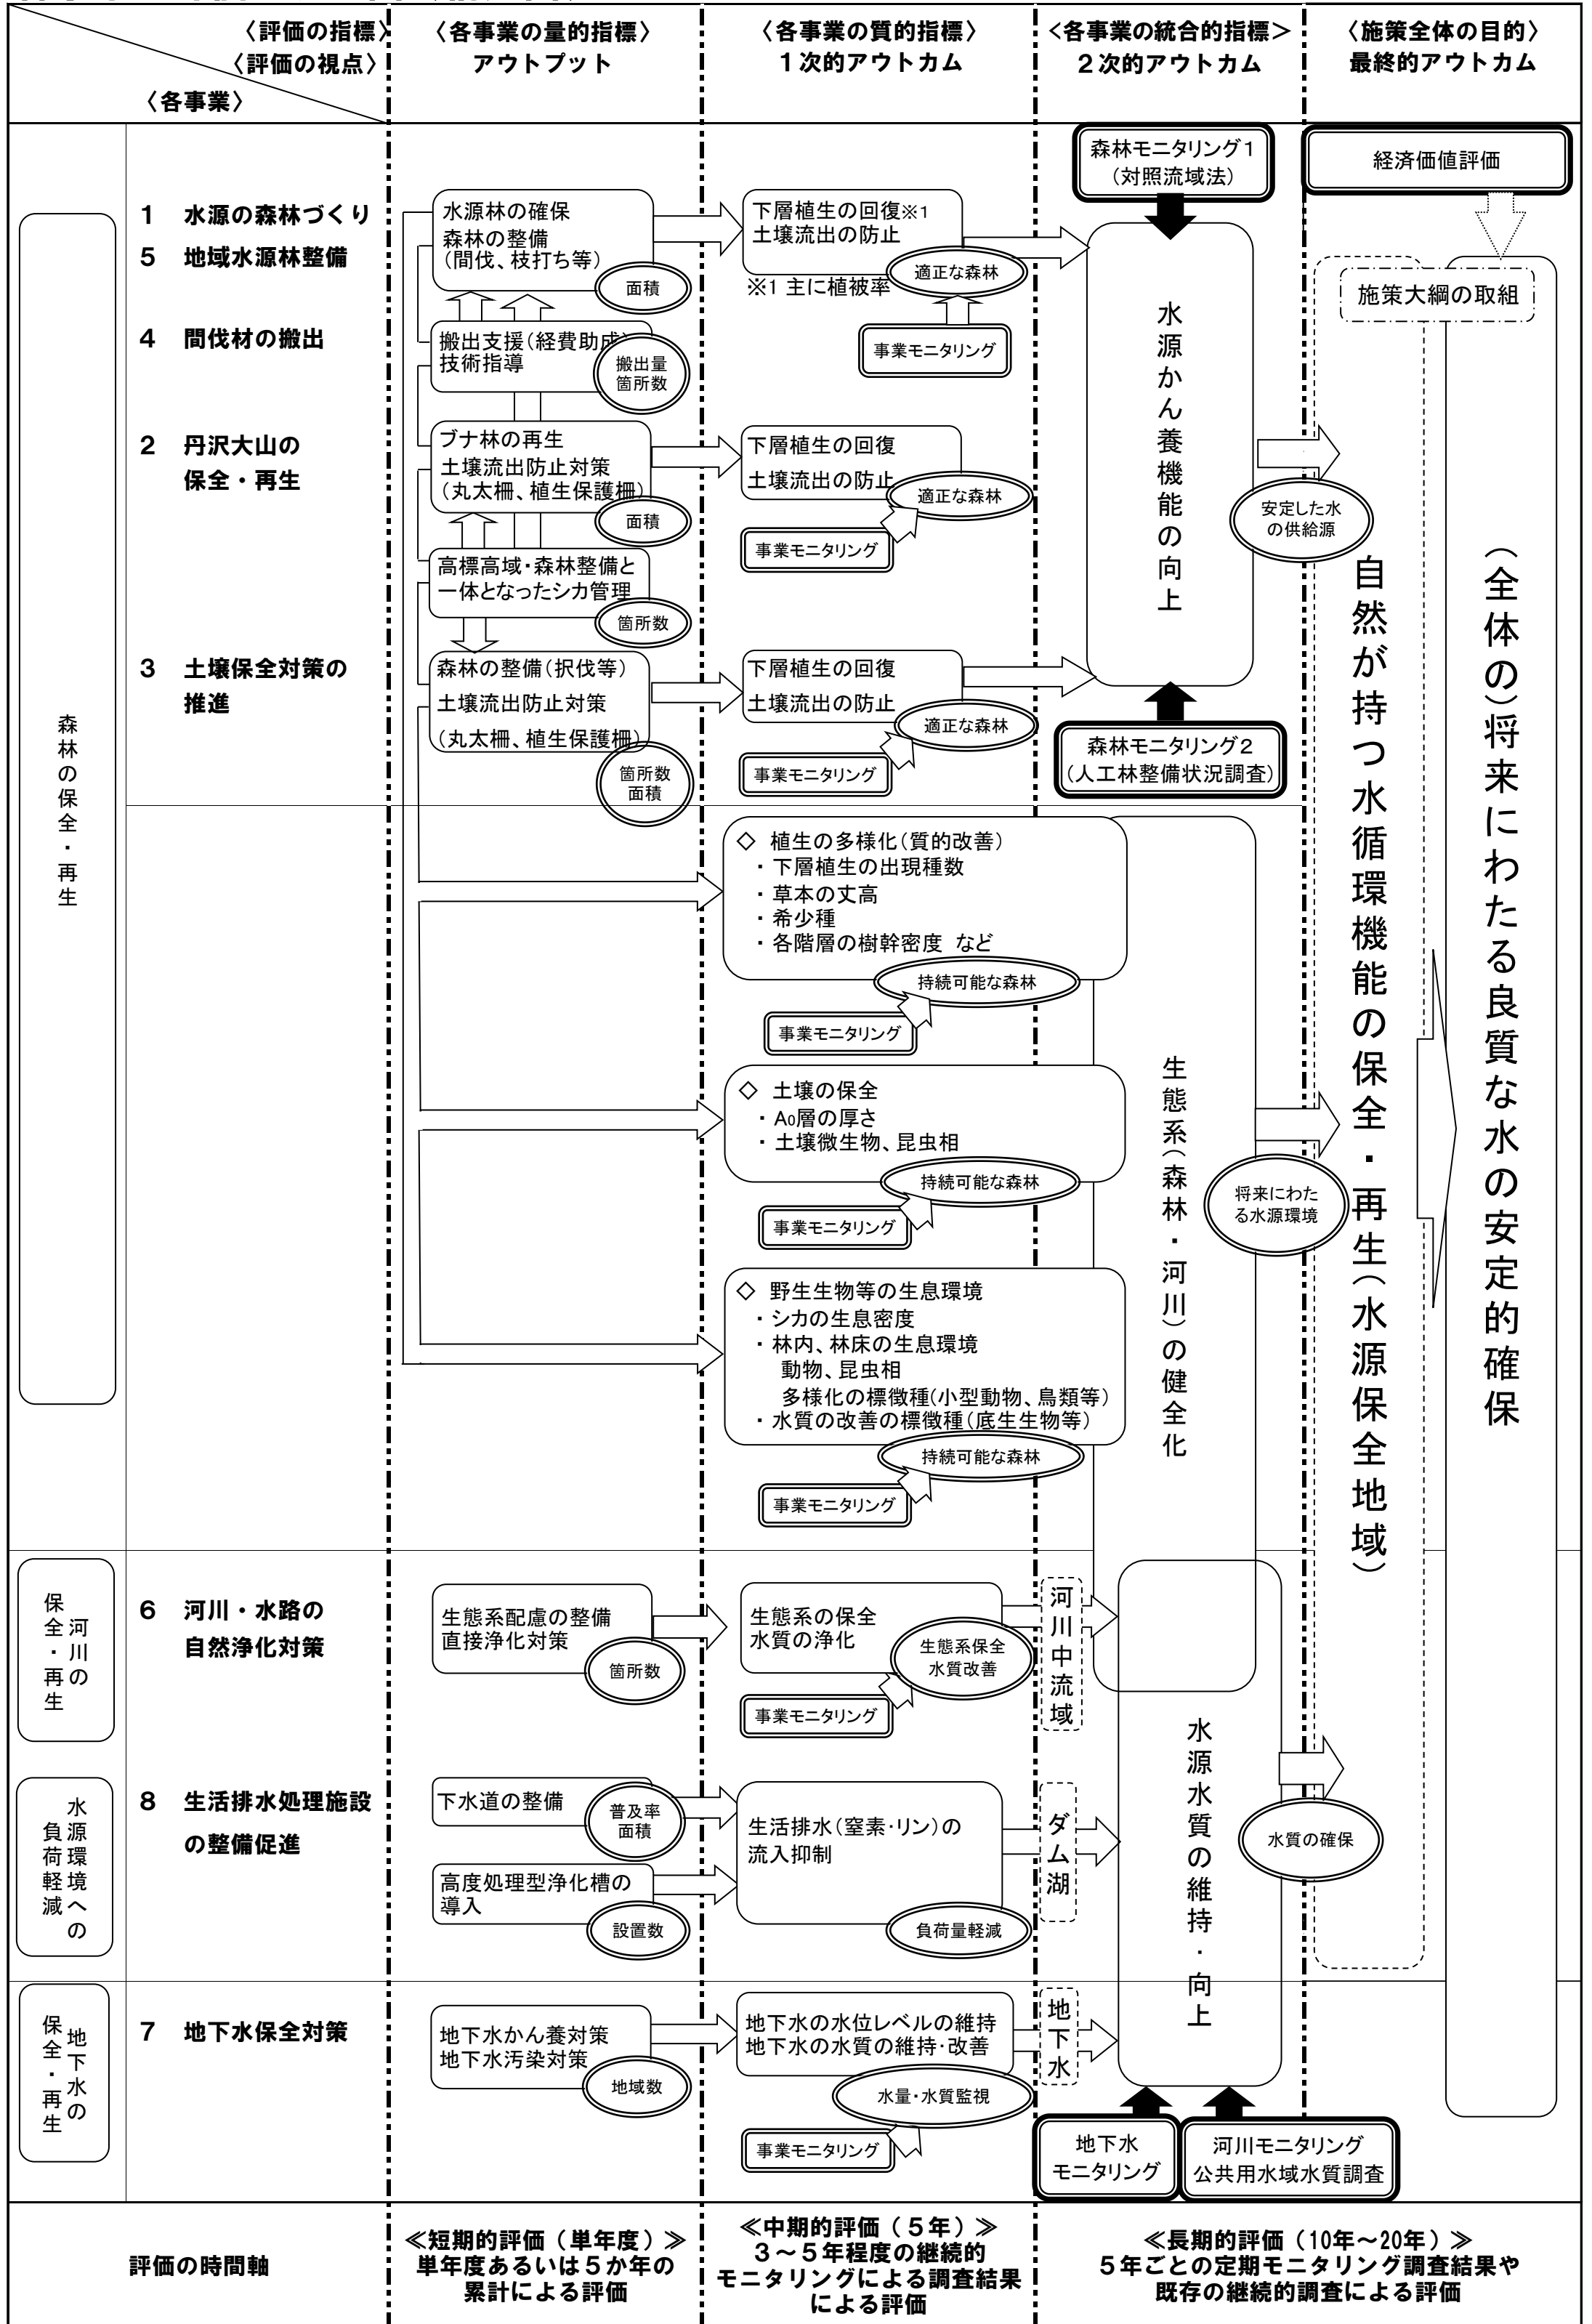 〈評価の指標〉
〈評価の視点〉
〈各事業〉
〈各事業の量的指標〉
アウトプット
〈各事業の質的指標〉
1次的アウトカム
<各事業の統合的指標>
2次的アウトカム
〈施策全体の目的〉
最終的アウトカム
森林の保全・再生
1 水源の森林づくり
5 地域水源林整備
4 間伐材の搬出
2 丹沢大山の
保全・再生
3 土壌保全対策の
推進
水源林の確保
森林の整備
(間伐、枝打ち等)
面積
搬出支援(経費助成)
技術指導
搬出量
箇所数
ブナ林の再生
土壌流出防止対策
(丸太柵、植生保護柵)
面積
高標高域・森林整備と
一体となったシカ管理
箇所数
森林の整備(択伐等)
土壌流出防止対策
(丸太柵、植生保護柵)
箇所数
面積
下層植生の回復※1
土壌流出の防止
適正な森林
※1 主に植被率
事業モニタリング
下層植生の回復
土壌流出の防止
適正な森林
事業モニタリング
下層植生の回復
土壌流出の防止
適正な森林
事業モニタリング
◇ 植生の多様化(質的改善)
・下層植生の出現種数
・草本の丈高
・希少種
・各階層の樹幹密度 など
持続可能な森林
事業モニタリング
◇ 土壌の保全
・A0層の厚さ
・土壌微生物、昆虫相
持続可能な森林
事業モニタリング
◇ 野生生物等の生息環境
・シカの生息密度
・林内、林床の生息環境
動物、昆虫相
多様化の標徴種(小型動物、鳥類等)
・水質の改善の標徴種(底生生物等)
持続可能な森林
事業モニタリング
森林モニタリング1
(対照流域法)
水源かん養機能の向上
森林モニタリング2
(人工林整備状況調査)
安定した水
の供給源
生態系(森林・河川)の健全化
将来にわた
る水源環境
経済価値評価
施策大綱の取組
自然が持つ水循環機能の保全・再生(水源保全地域)
(全体の)将来にわたる良質な水の安定的確保
河川の
保全・再生
6 河川・水路の
自然浄化対策
生態系配慮の整備
直接浄化対策
箇所数
生態系の保全
水質の浄化
生態系保全
水質改善
事業モニタリング
河川中流域
水源環境への
負荷軽減
8 生活排水処理施設
の整備促進
下水道の整備
普及率
面積
高度処理型浄化槽の
導入
設置数
生活排水(窒素・リン)の
流入抑制
負荷量軽減
ダム湖
水源水質の維持・向上
水質の確保
地下水の
保全・再生
7 地下水保全対策
地下水かん養対策
地下水汚染対策
地域数
地下水の水位レベルの維持
地下水の水質の維持・改善
水量・水質監視
事業モニタリング
地下水
地下水
モニタリング
河川モニタリング
公共用水域水質調査
評価の時間軸
≪短期的評価(単年度)≫
単年度あるいは5か年の
累計による評価
≪中期的評価(5年)≫
3~5年程度の継続的
モニタリングによる調査結果
による評価
≪長期的評価(10年~20年)≫
5年ごとの定期モニタリング調査結果や
既存の継続的調査による評価